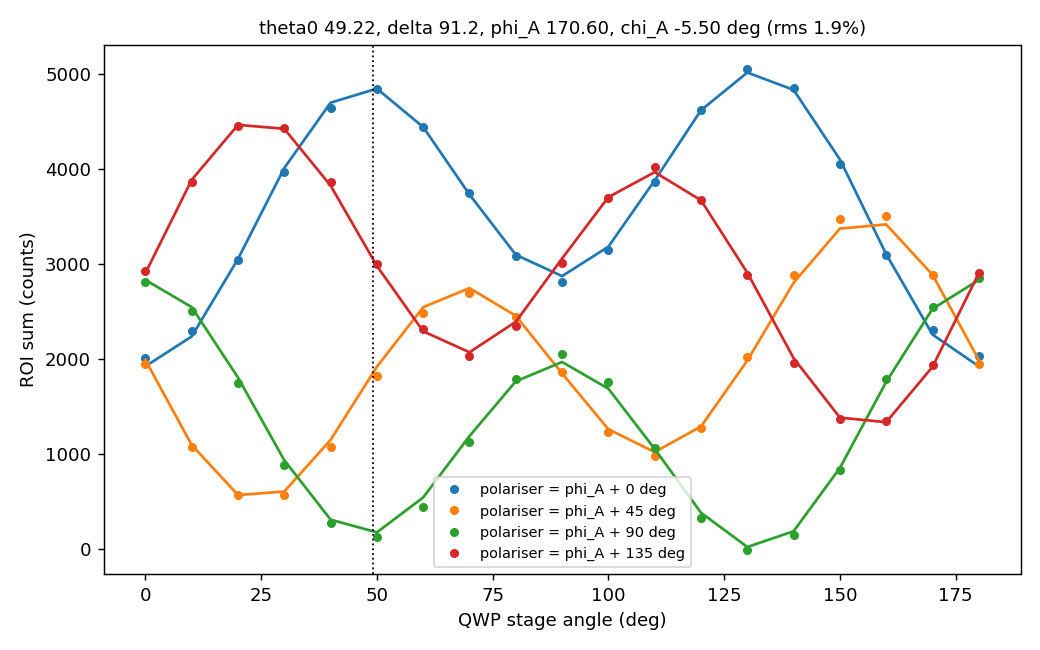 theta0 49.22, delta 91.2, phi_A 170.60, chi_A -5.50 deg (rms 1.9%)
ROI sum (counts)
5000
4000
3000
2000
1000
0
polariser = phi_A + 0 deg
polariser = phi_A + 45 deg
polariser = phi_A + 90 deg
polariser = phi_A + 135 deg
0 25 50 75 100 125 150 175
QWP stage angle (deg)